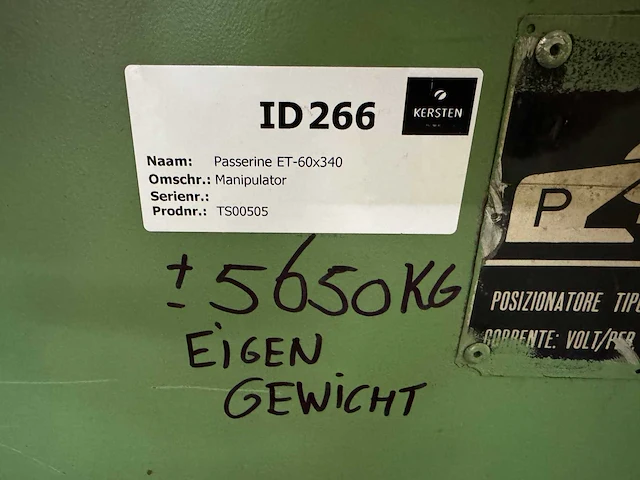 ID 266
KERSTEN
Naam: Passerine ET-60x340
Omschr.: Manipulator
Serienr.:
Prodnr.: TS00505
± 5650KG
EIGEN
GEWICHT
P
POSIZIONATORE TIPO
CORRENTE: VOLT/PER.